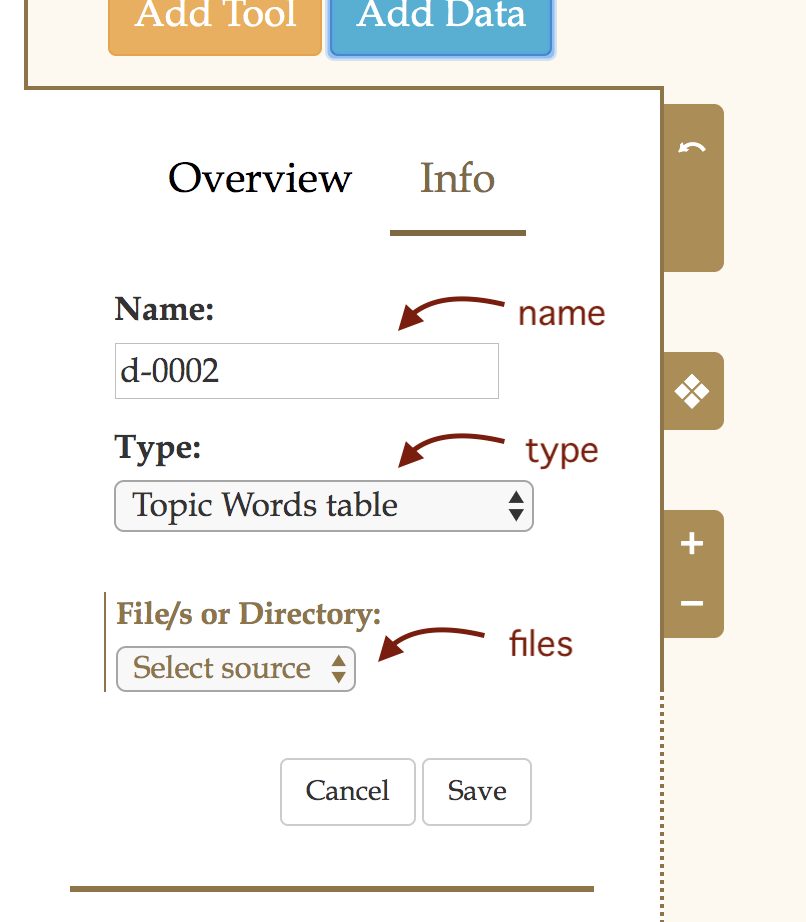 Add Tool Add Data
Overview Info
Name:
name
d-0002
Type:
type
Topic Words table
File/s or Directory:
files
Select source
Cancel Save